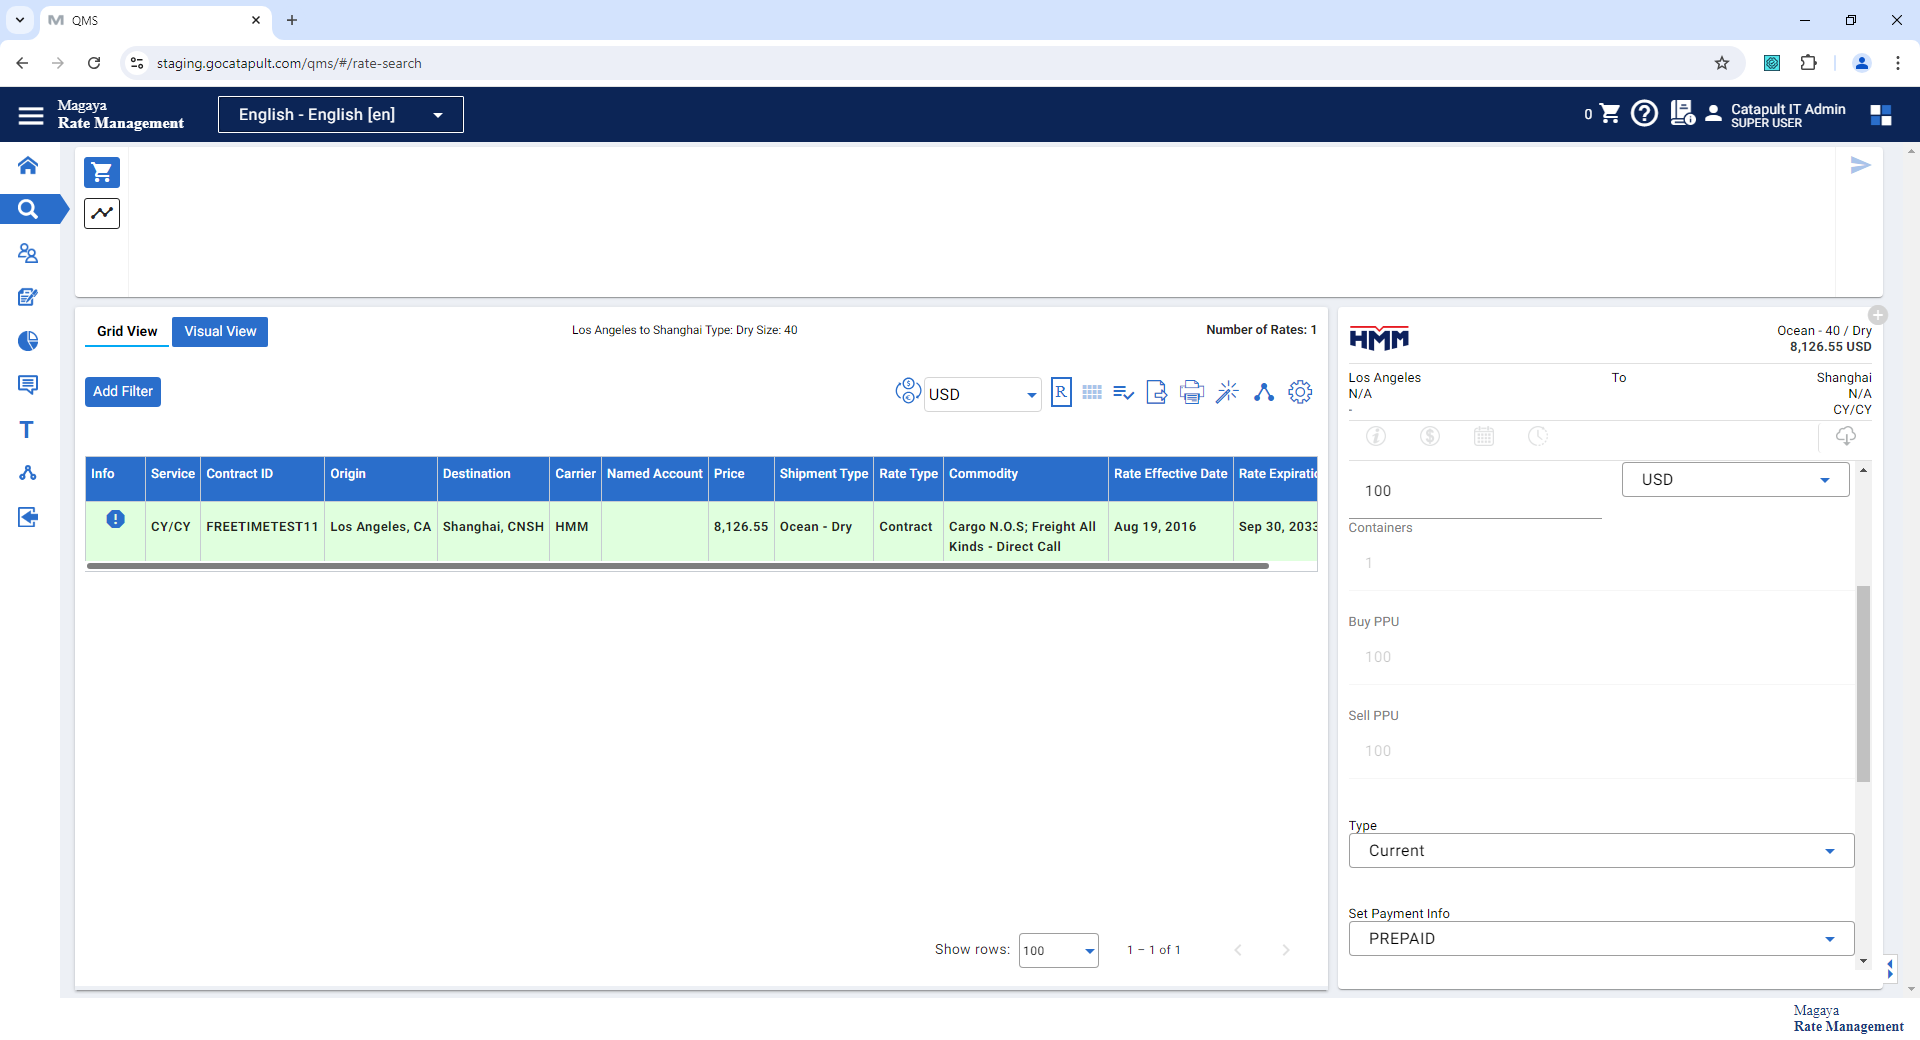 QMS
staging.gocatapult.com/qms/#/rate-search
Magaya
Rate Management
English - English [en]
0
Catapult IT Admin
SUPER USER
T
Grid View
Visual View
Los Angeles to Shanghai Type: Dry Size: 40
Number of Rates: 1
Add Filter
USD
R
Info Service Contract ID Origin Destination Carrier Named Account Price Shipment Type Rate Type Commodity Rate Effective Date Rate Expiratio
CY/CY FREETIMETEST11 Los Angeles, CA Shanghai, CNSH HMM 8,126.55 Ocean - Dry Contract Cargo N.O.S; Freight All Aug 19, 2016 Sep 30, 2033
Kinds - Direct Call
Show rows: 100 1 – 1 of 1
HMM
Ocean - 40 / Dry
8,126.55 USD
Los Angeles To Shanghai
N/A N/A
- CY/CY
100 USD
Containers
1
Buy PPU
100
Sell PPU
100
Type
Current
Set Payment Info
PREPAID
Magaya
Rate Management